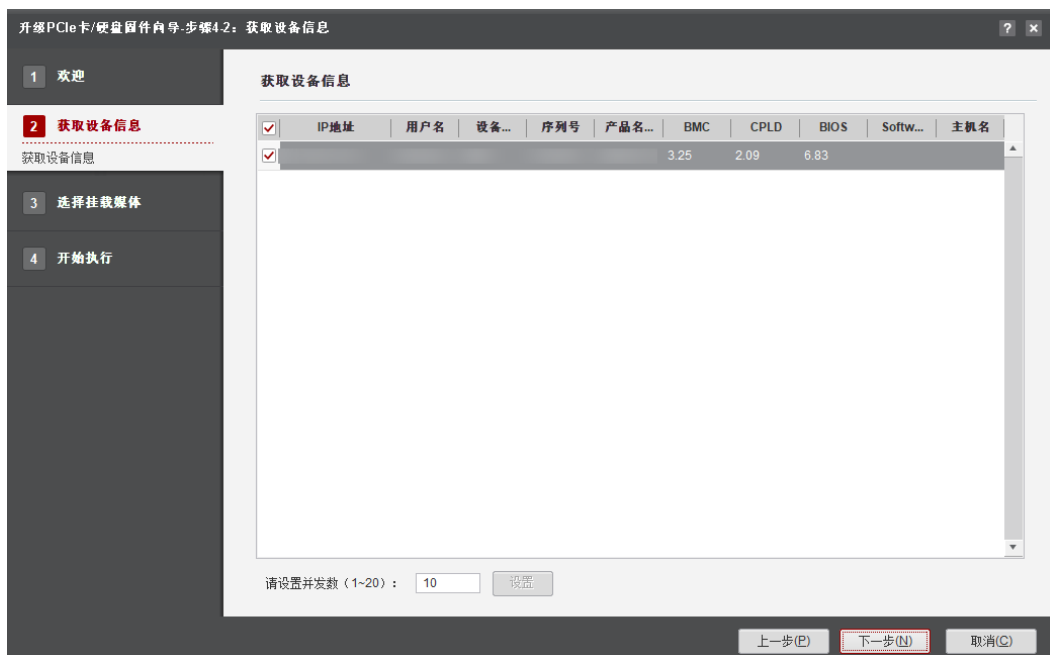 升级PCIe卡/硬盘固件向导-步骤4-2：获取设备信息
? x
1 欢迎
2 获取设备信息
获取设备信息
3 选择挂载媒体
4 开始执行
获取设备信息
IP地址 用户名 设备... 序列号 产品名... BMC CPLD BIOS Softw... 主机名
3.25 2.09 6.83
请设置并发数（1~20）： 10 设置
上一步(P) 下一步(N) 取消(C)